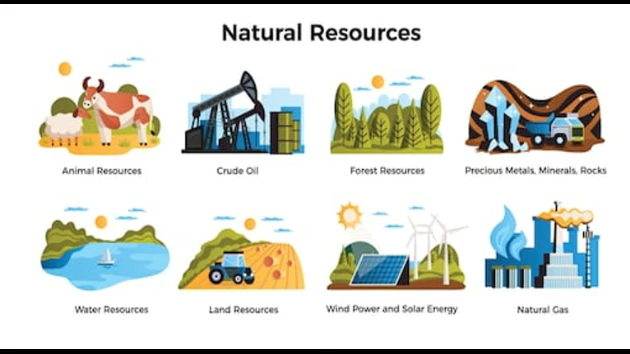 Natural Resources
Animal Resources
Crude Oil
Forest Resources
Precious Metals, Minerals, Rocks
Water Resources
Land Resources
Wind Power and Solar Energy
Natural Gas